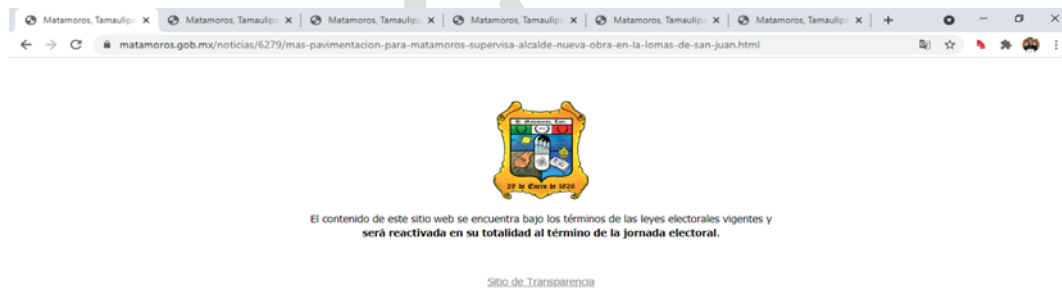 Matamoros, Tamaulip Matamoros, Tamaulip Matamoros, Tamaulip Matamoros, Tamaulip Matamoros, Tamaulip Matamoros, Tamaulip
matamoros.gob.mx/noticias/6279/mas-pavimentacion-para-matamoros-supervisa-alcalde-nueva-obra-en-la-lomas-de-san-juan.html
H. Matamoros, Tam.
28 de Enero de 1826
El contenido de este sitio web se encuentra bajo los términos de las leyes electorales vigentes y
será reactivada en su totalidad al término de la jornada electoral.
Sitio de Transparencia